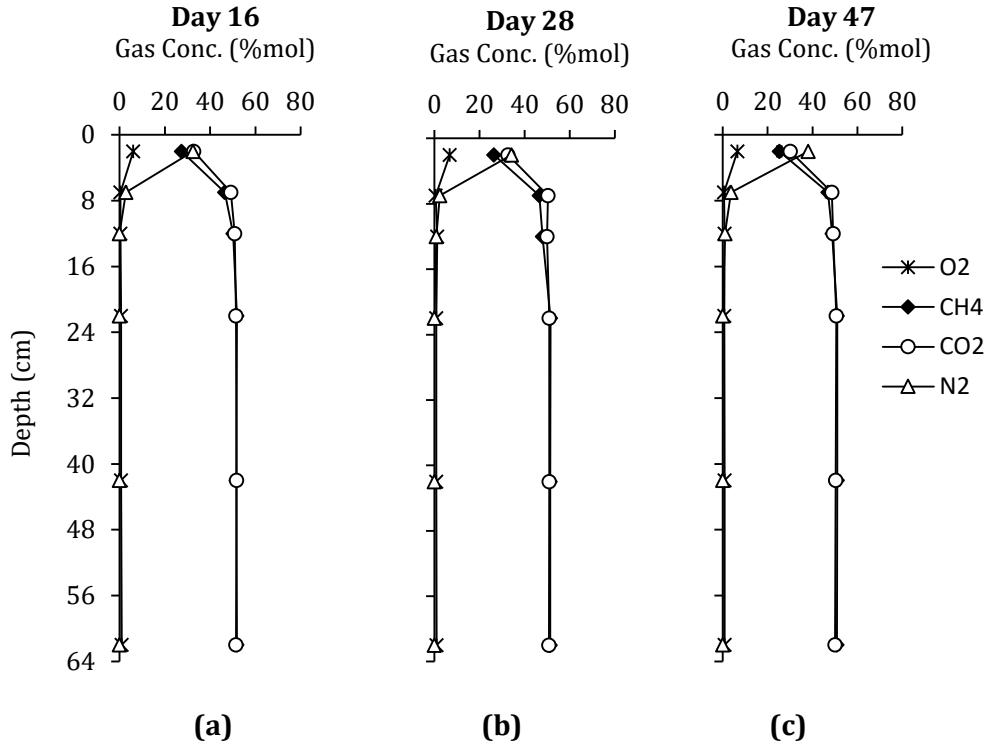 Day 16
Gas Conc. (%mol)
0 20 40 60 80
Day 28
Gas Conc. (%mol)
0 20 40 60 80
Day 47
Gas Conc. (%mol)
0 20 40 60 80
Depth (cm)
0
8
16
24
32
40
48
56
64
O2
CH4
CO2
N2
(a)
(b)
(c)